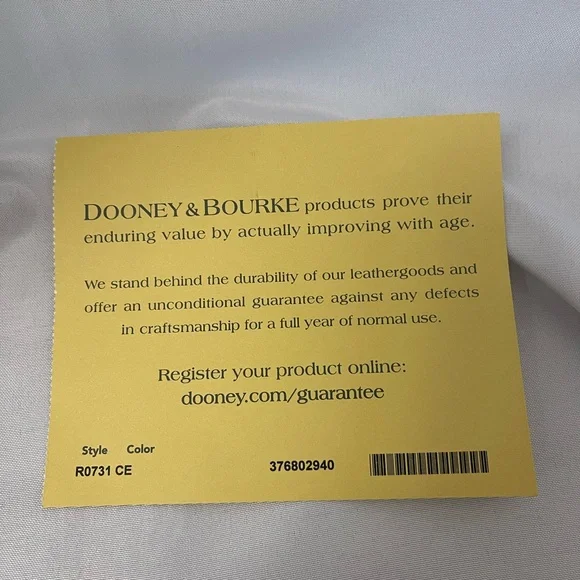 DOONEY & BOURKE products prove their
enduring value by actually improving with age.
We stand behind the durability of our leathergoods and
offer an unconditional guarantee against any defects
in craftsmanship for a full year of normal use.
Register your product online:
dooney.com/guarantee
Style Color
R0731 CE 376802940